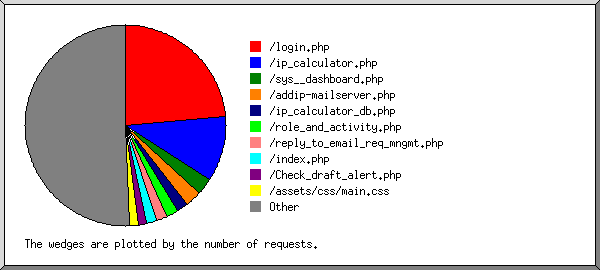 /login.php
/ip_calculator.php
/sys__dashboard.php
/addip-mailserver.php
/ip_calculator_db.php
/role_and_activity.php
/reply_to_email_req_mngmt.php
/index.php
/Check_draft_alert.php
/assets/css/main.css
Other
The wedges are plotted by the number of requests.